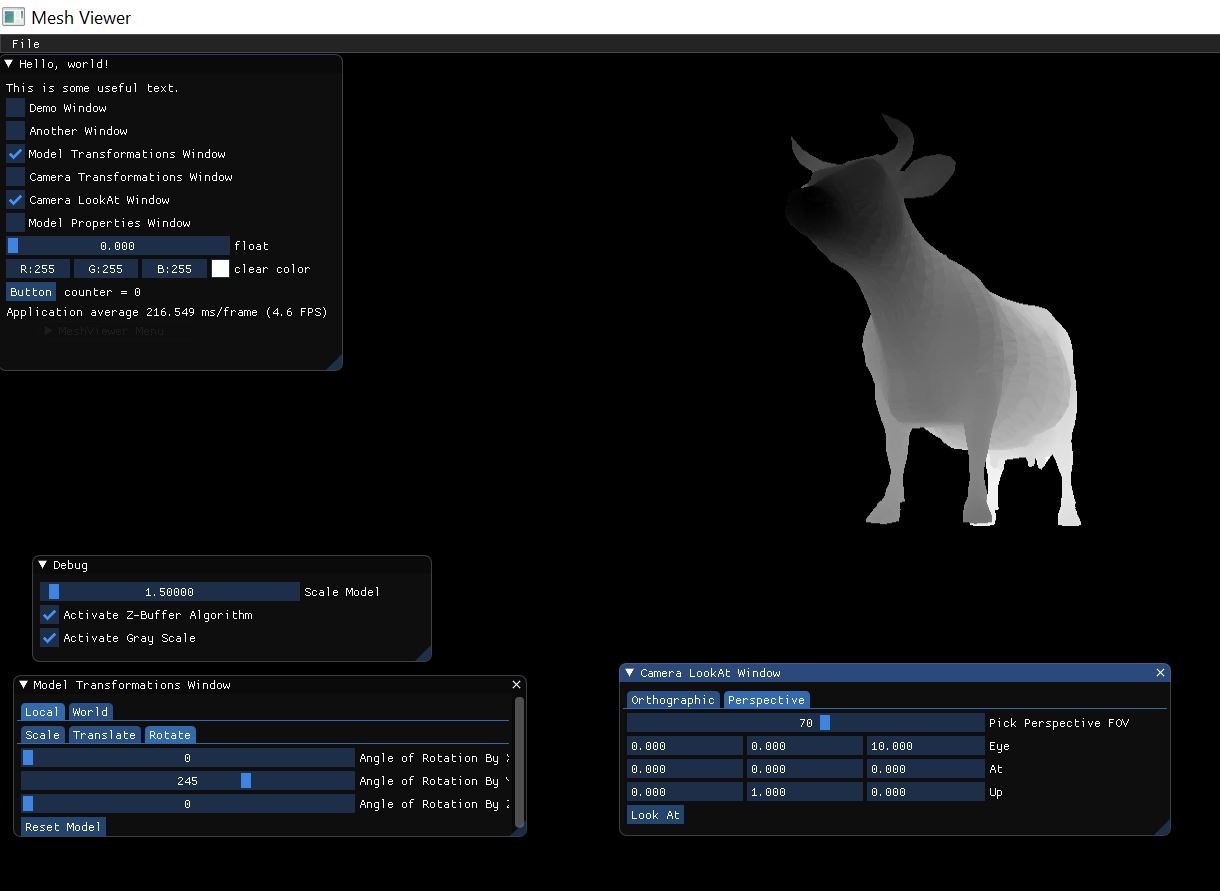 Mesh Viewer
File
Hello, world!
This is some useful text.
Demo Window
Another Window
Model Transformations Window
Camera Transformations Window
Camera LookAt Window
Model Properties Window
0.000 float
R:255 G:255 B:255 clear color
Button counter = 0
Application average 216.549 ms/frame (4.6 FPS)
MeshViewer Menu
Debug
1.50000 Scale Model
Activate Z-Buffer Algorithm
Activate Gray Scale
Model Transformations Window
Local World
Scale Translate Rotate
0 Angle of Rotation By X
245 Angle of Rotation By
0 Angle of Rotation By Z
Reset Model
Camera LookAt Window
Orthographic Perspective
70 Pick Perspective FOV
0.000 0.000 10.000 Eye
0.000 0.000 0.000 At
0.000 1.000 0.000 Up
Look At